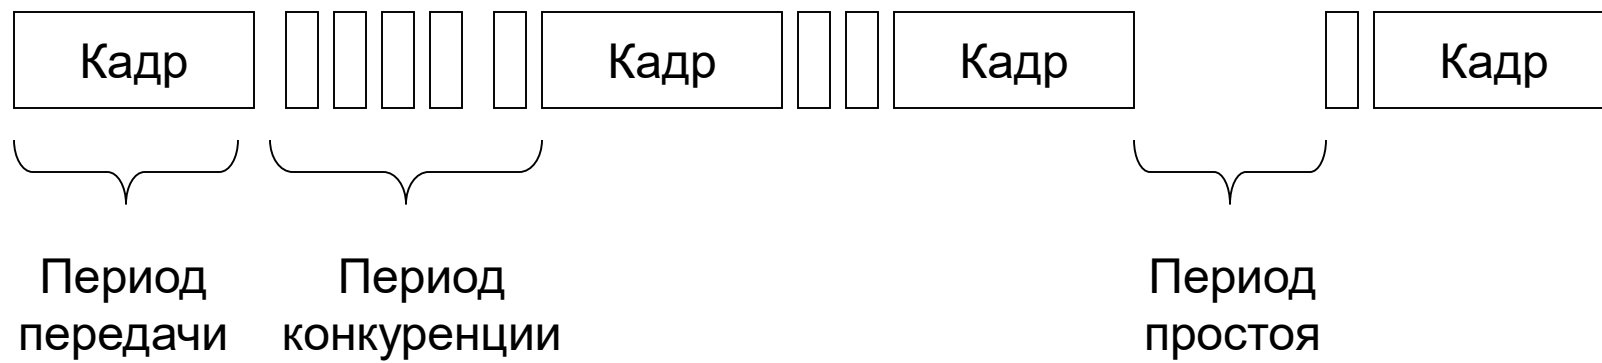 Кадр
Кадр
Кадр
Кадр
Период
передачи
Период
конкуренции
Период
простоя